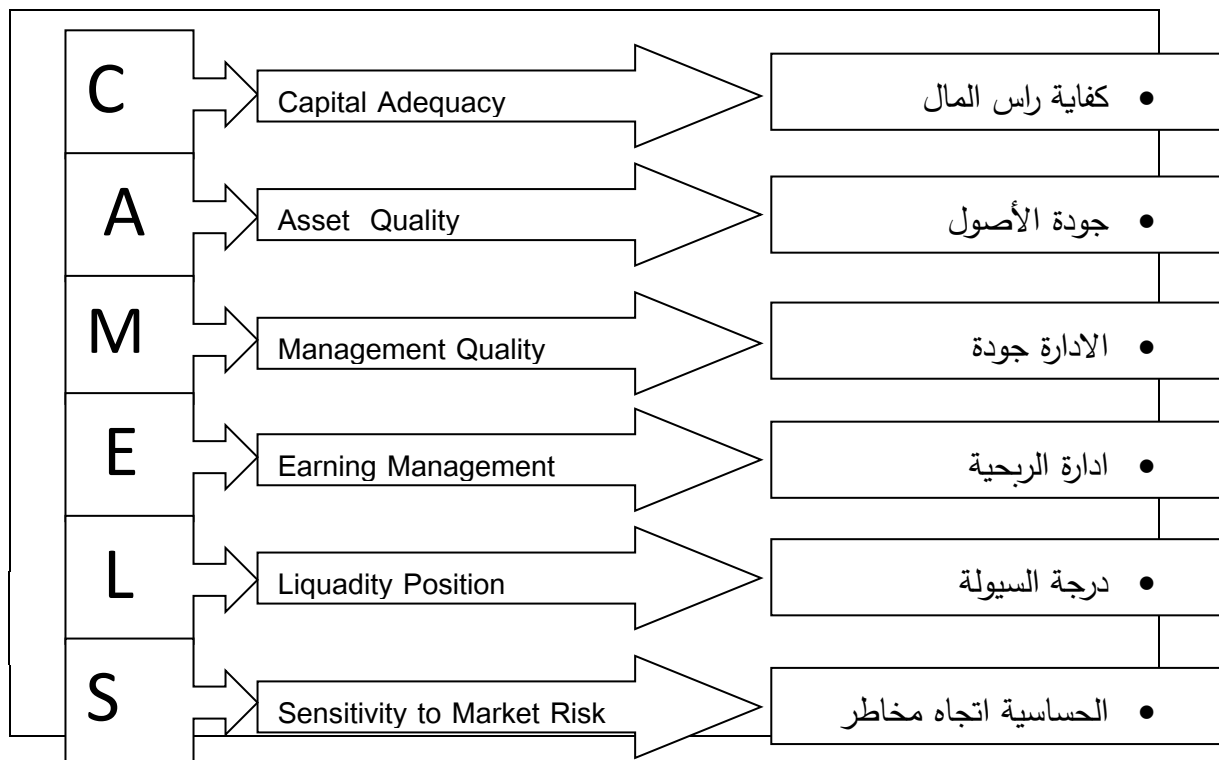 C
Capital Adequacy
• كفاية راس المال
A
Asset Quality
• جودة الأصول
M
Management Quality
• الادارة جودة
E
Earning Management
• ادارة الربحية
L
Liquadity Position
• درجة السيولة
S
Sensitivity to Market Risk
• الحساسية اتجاه مخاطر